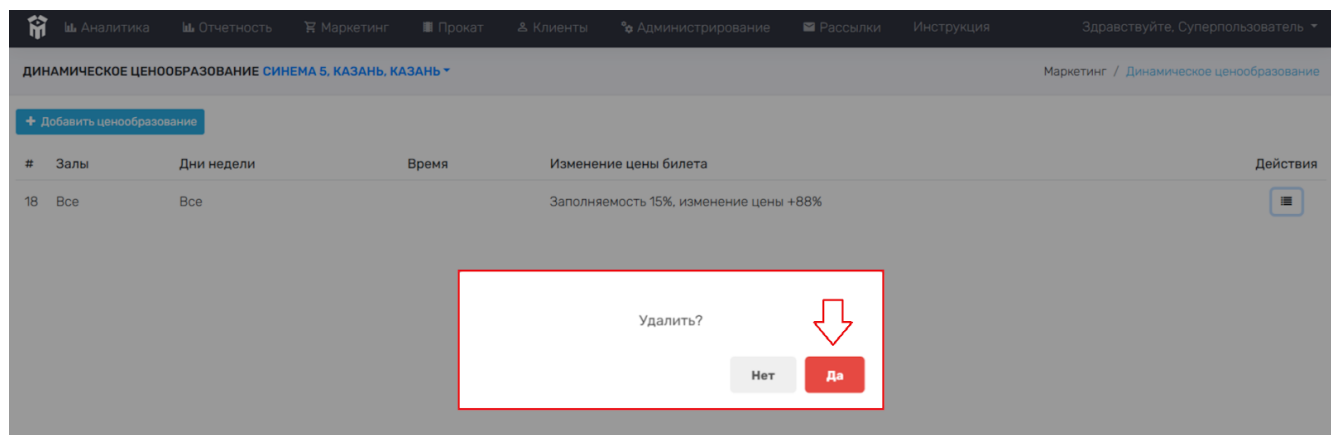 Аналитика Отчетность Маркетинг Прокат Клиенты Администрирование Рассылки Инструкция Здравствуйте, Суперпользователь
ДИНАМИЧЕСКОЕ ЦЕНООБРАЗОВАНИЕ СИНЕМА 5, КАЗАНЬ, КАЗАНЬ Маркетинг / Динамическое ценообразование
+ Добавить ценообразование
# Залы Дни недели Время Изменение цены билета Действия
18 Все Все Заполняемость 15%, изменение цены +88%
Удалить?
Нет Да